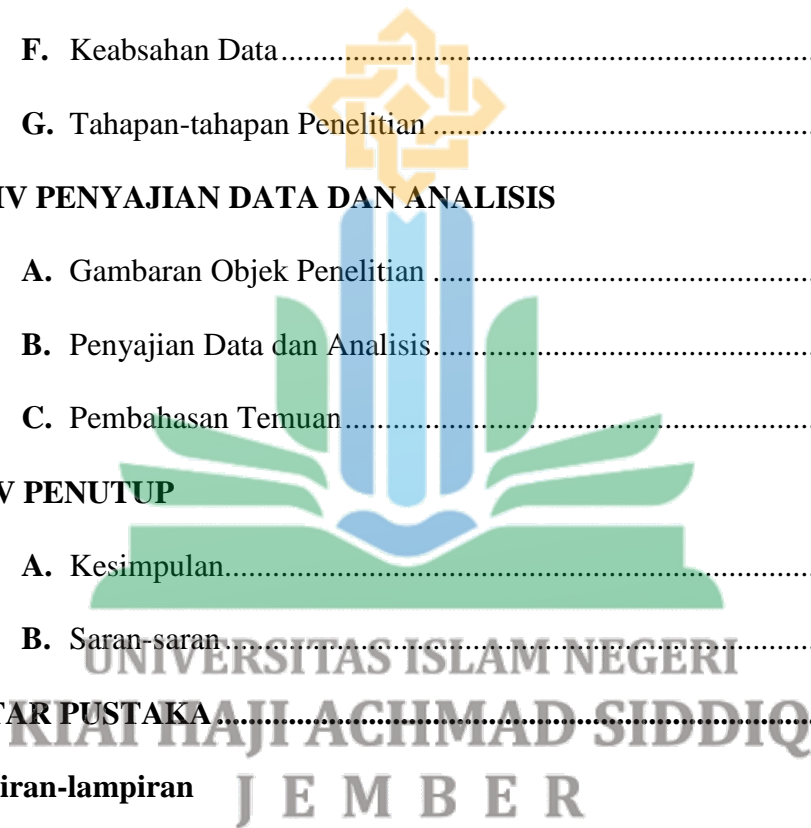 F. Keabsahan Data
G. Tahapan-tahapan Penelitian
IV PENYAJIAN DATA DAN ANALISIS
A. Gambaran Objek Penelitian
B. Penyajian Data dan Analisis
C. Pembahasan Temuan
V PENUTUP
A. Kesimpulan
B. Saran-saran
UNIVERSITAS ISLAM NEGERI
TAR PUSTAKA
KIAI HAJI ACHMAD SIDDIQ
iran-lampiran
JEMBER